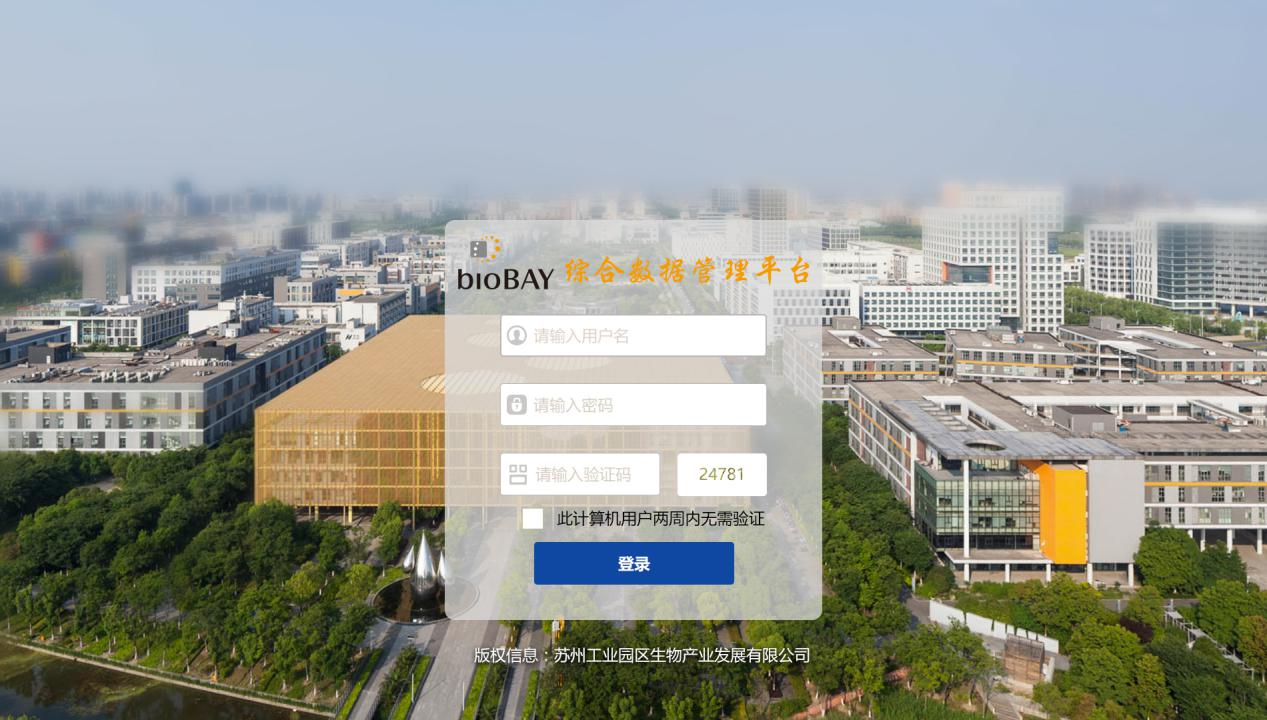 bioBAY 综合数据管理平台
请输入用户名
请输入密码
请输入验证码 24781
此计算机用户两周内无需验证
登录
版权信息：苏州工业园区生物产业发展有限公司